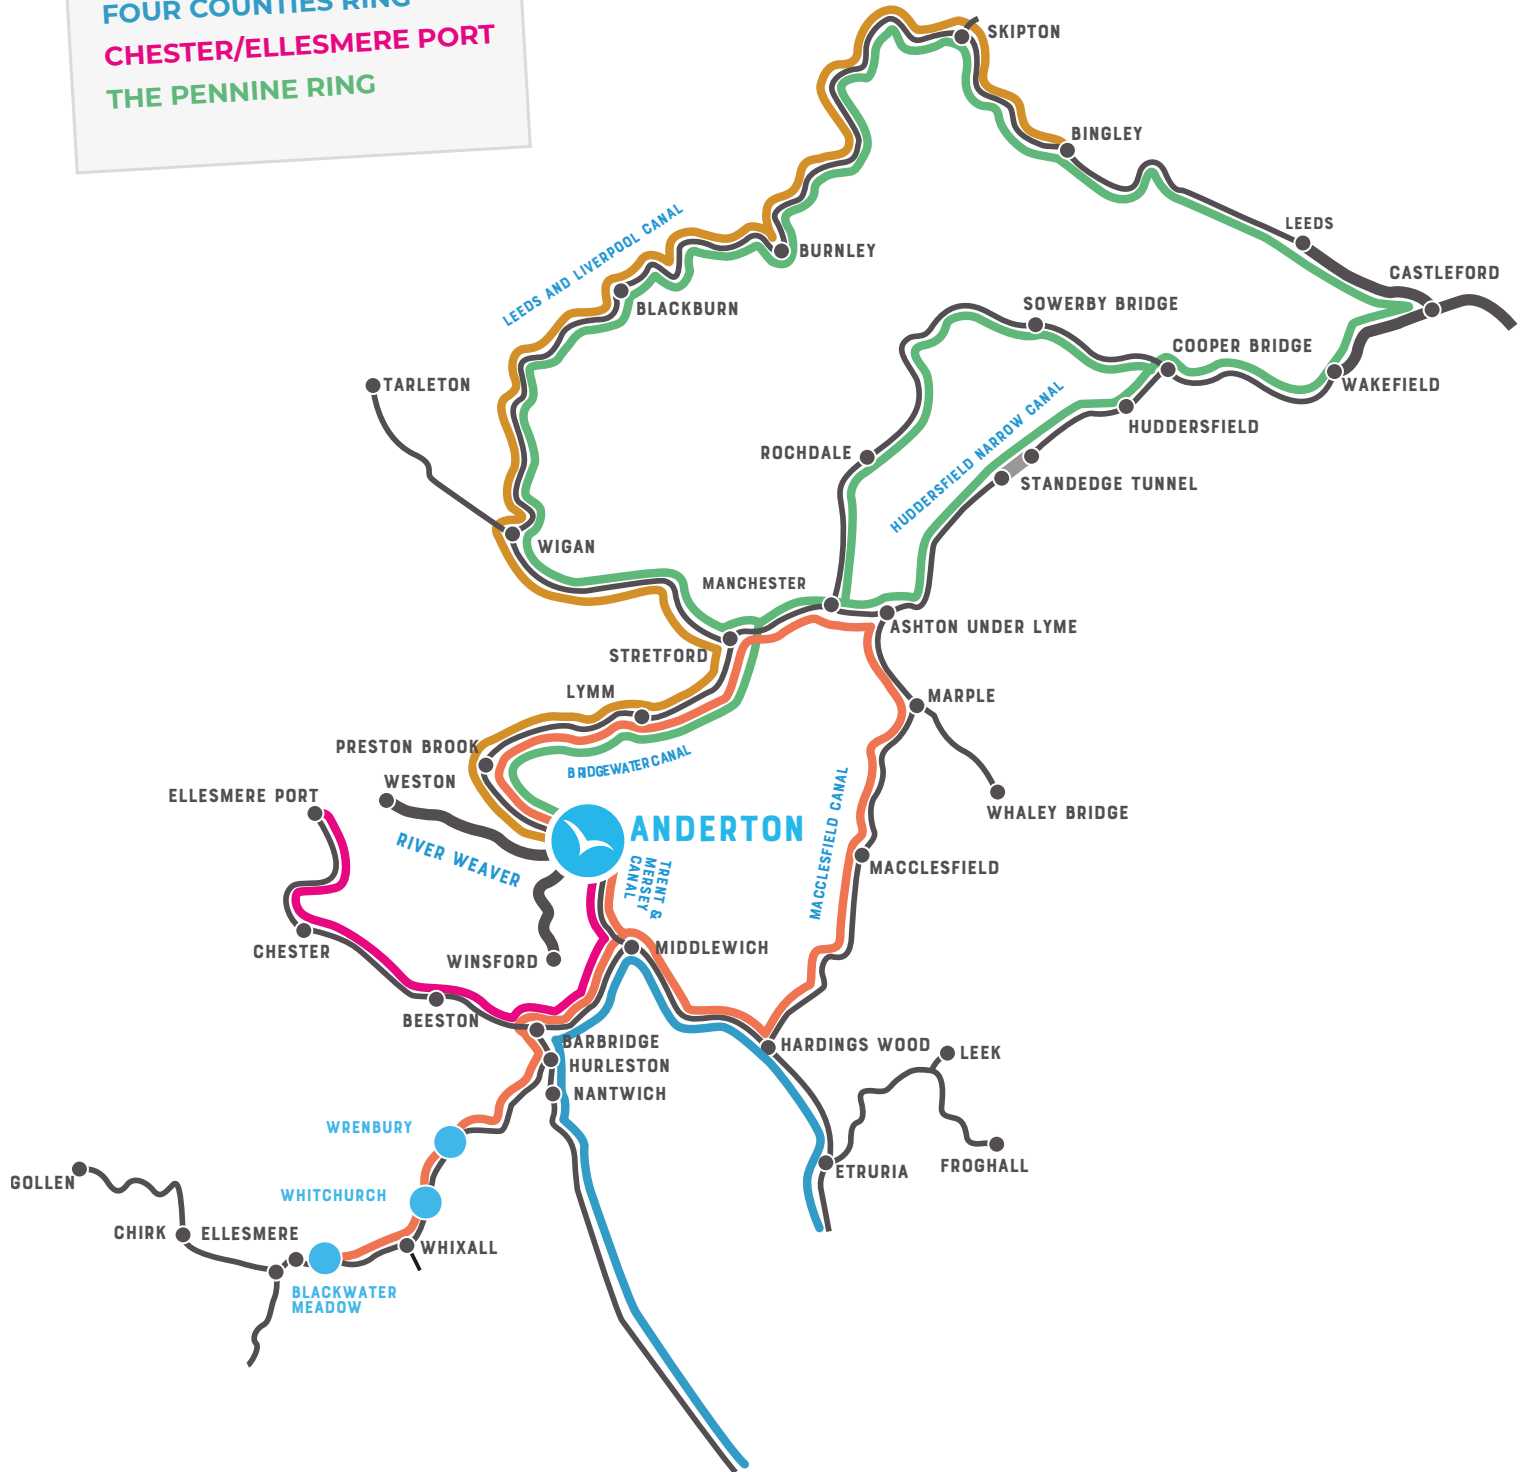 FOUR COUNTIES RING
CHESTER/ELLESMERE PORT
THE PENNINE RING
SKIPTON
BINGLEY
LEEDS
CASTLEFORD
LEEDS AND LIVERPOOL CANAL
BURNLEY
BLACKBURN
SOWERBY BRIDGE
COOPER BRIDGE
WAKEFIELD
TARLETON
HUDDERSFIELD
HUDDERSFIELD NARROW CANAL
ROCHDALE
STANDEDGE TUNNEL
WIGAN
MANCHESTER
ASHTON UNDER LYME
STRETFORD
LYMM
MARPLE
PRESTON BROOK
BRIDGEWATER CANAL
WESTON
ELLESMERE PORT
WHALEY BRIDGE
RIVER WEAVER
ANDERTON
TRENT &
MERSEY
CANAL
MACCLESFIELD CANAL
MACCLESFIELD
CHESTER
WINSFORD
MIDDLEWICH
BEESTON
BARBRIDGE
HARDINGS WOOD
LEEK
HURLESTON
NANTWICH
WRENBURY
ETRURIA
FROGHALL
GOLLEN
WHITCHURCH
CHIRK
ELLESMERE
WHIXALL
BLACKWATER
MEADOW